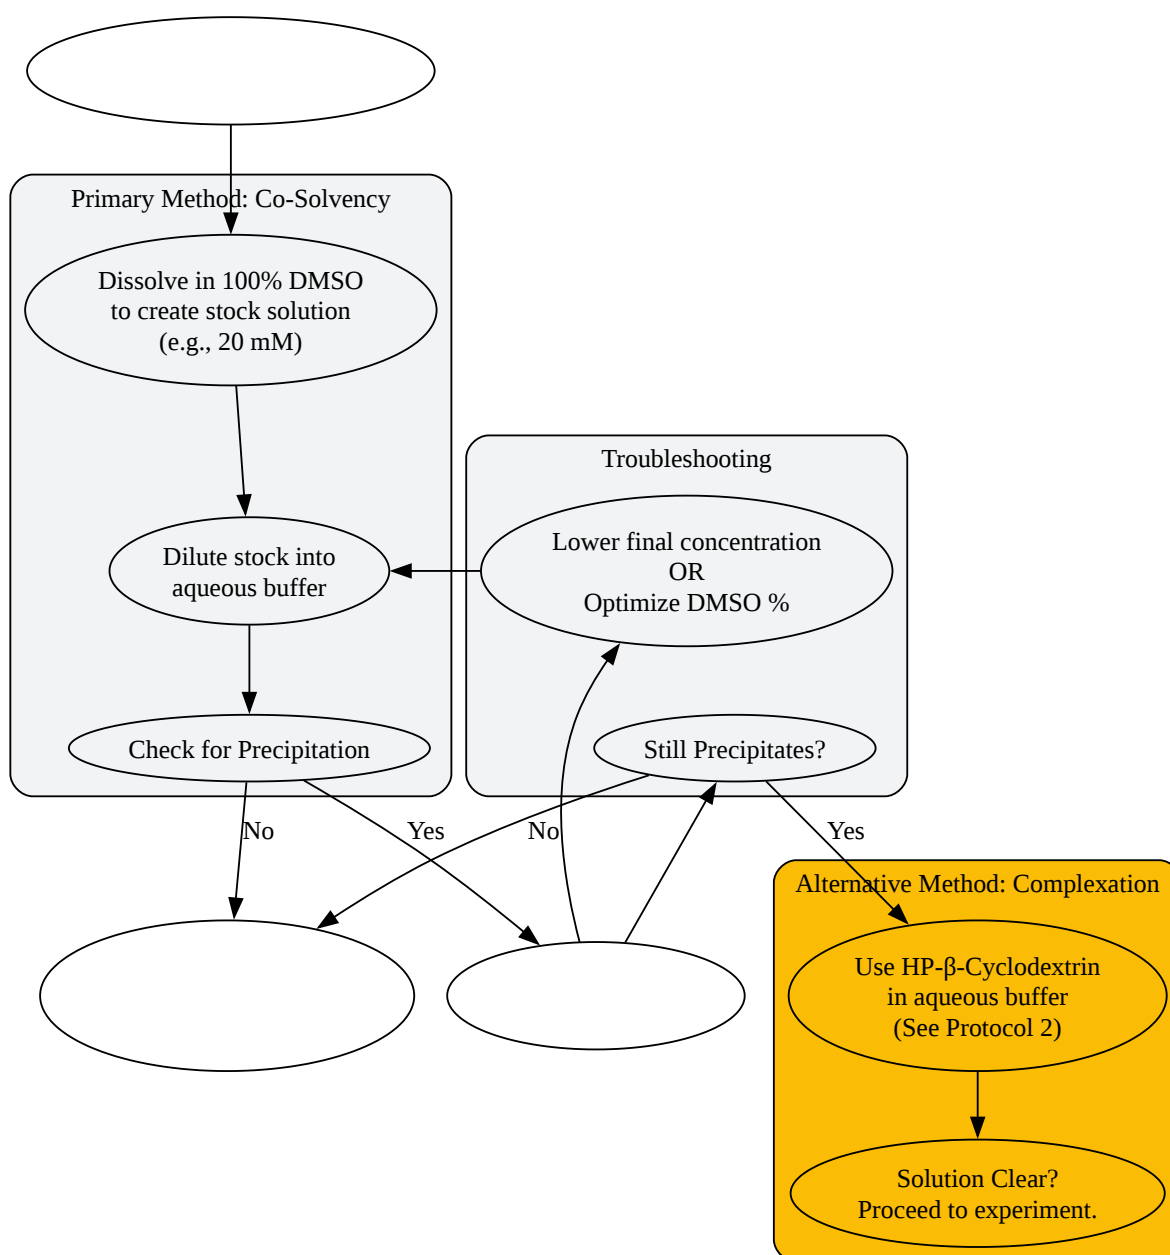 Primary Method: Co-Solvency
Dissolve in 100% DMSO
to create stock solution
(e.g., 20 mM)
Troubleshooting
Lower final concentration
OR
Optimize DMSO %
Dilute stock into
aqueous buffer
Check for Precipitation
Still Precipitates?
No
Yes
No
Yes
Alternative Method: Complexation
Use HP-β-Cyclodextrin
in aqueous buffer
(See Protocol 2)
Solution Clear?
Proceed to experiment.